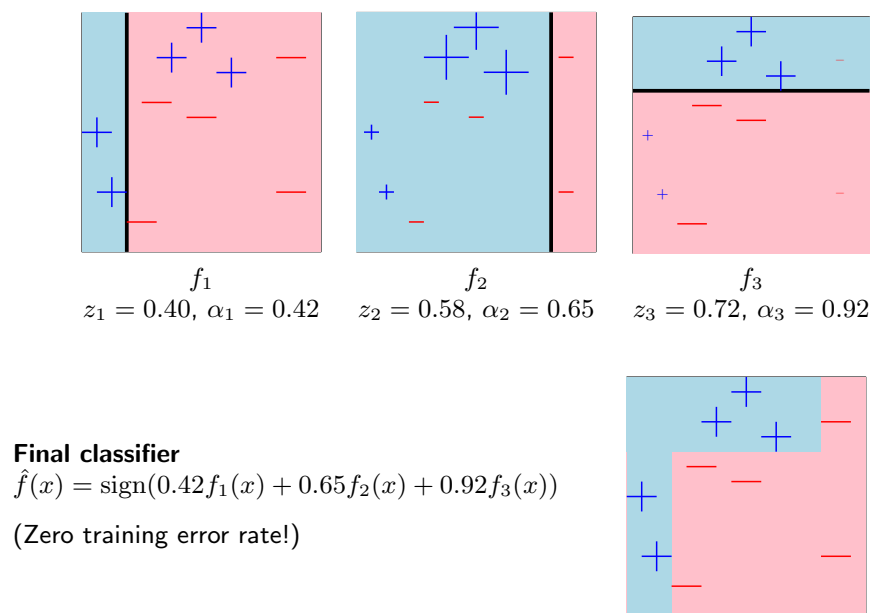 f₁ f₂ f₃
z₁ = 0.40, α₁ = 0.42 z₂ = 0.58, α₂ = 0.65 z₃ = 0.72, α₃ = 0.92
Final classifier
f̂(x) = sign(0.42f₁(x) + 0.65f₂(x) + 0.92f₃(x))
(Zero training error rate!)